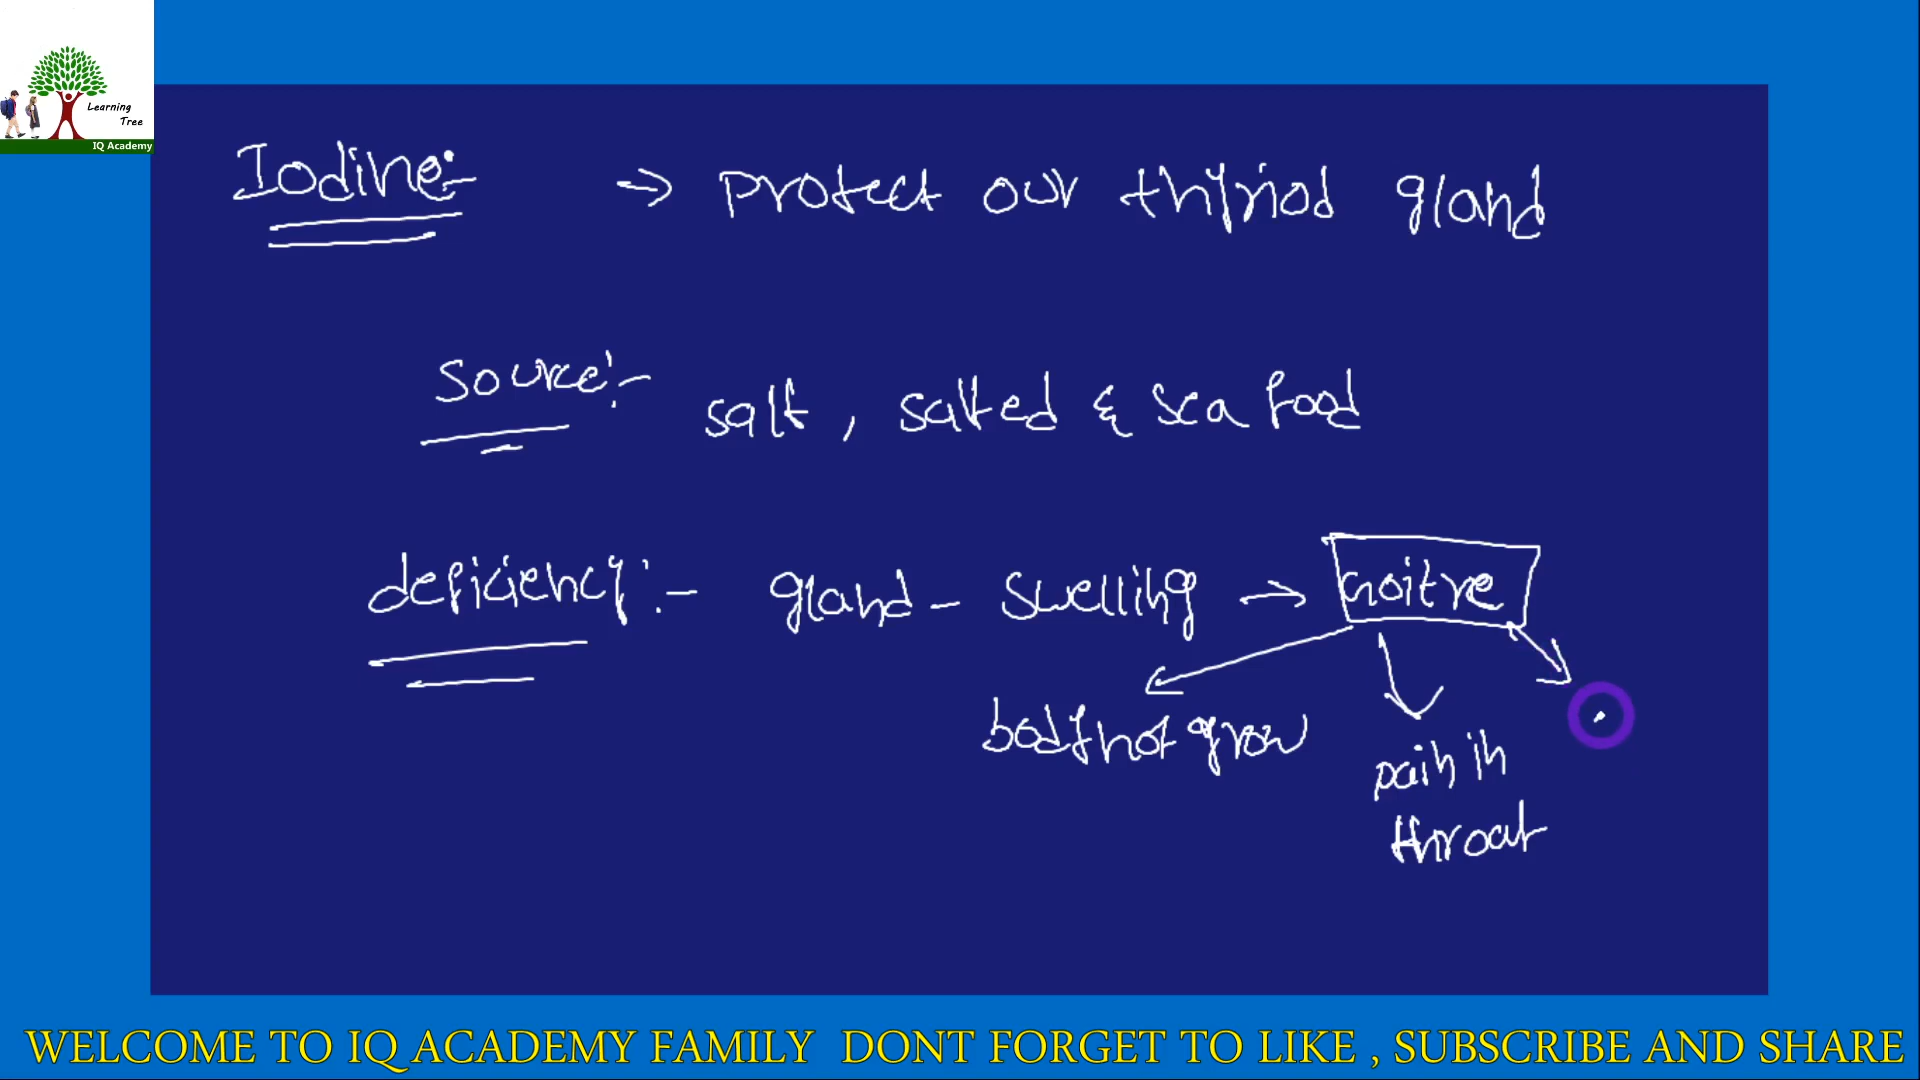 Learning
Tree
IQ Academy
Iodine:- → protect our thyriod gland
Source:- salt, salted & sea food
deficiency:- gland - swelling → goitre
body not grow
pain in
throat
WELCOME TO IQ ACADEMY FAMILY DONT FORGET TO LIKE , SUBSCRIBE AND SHARE